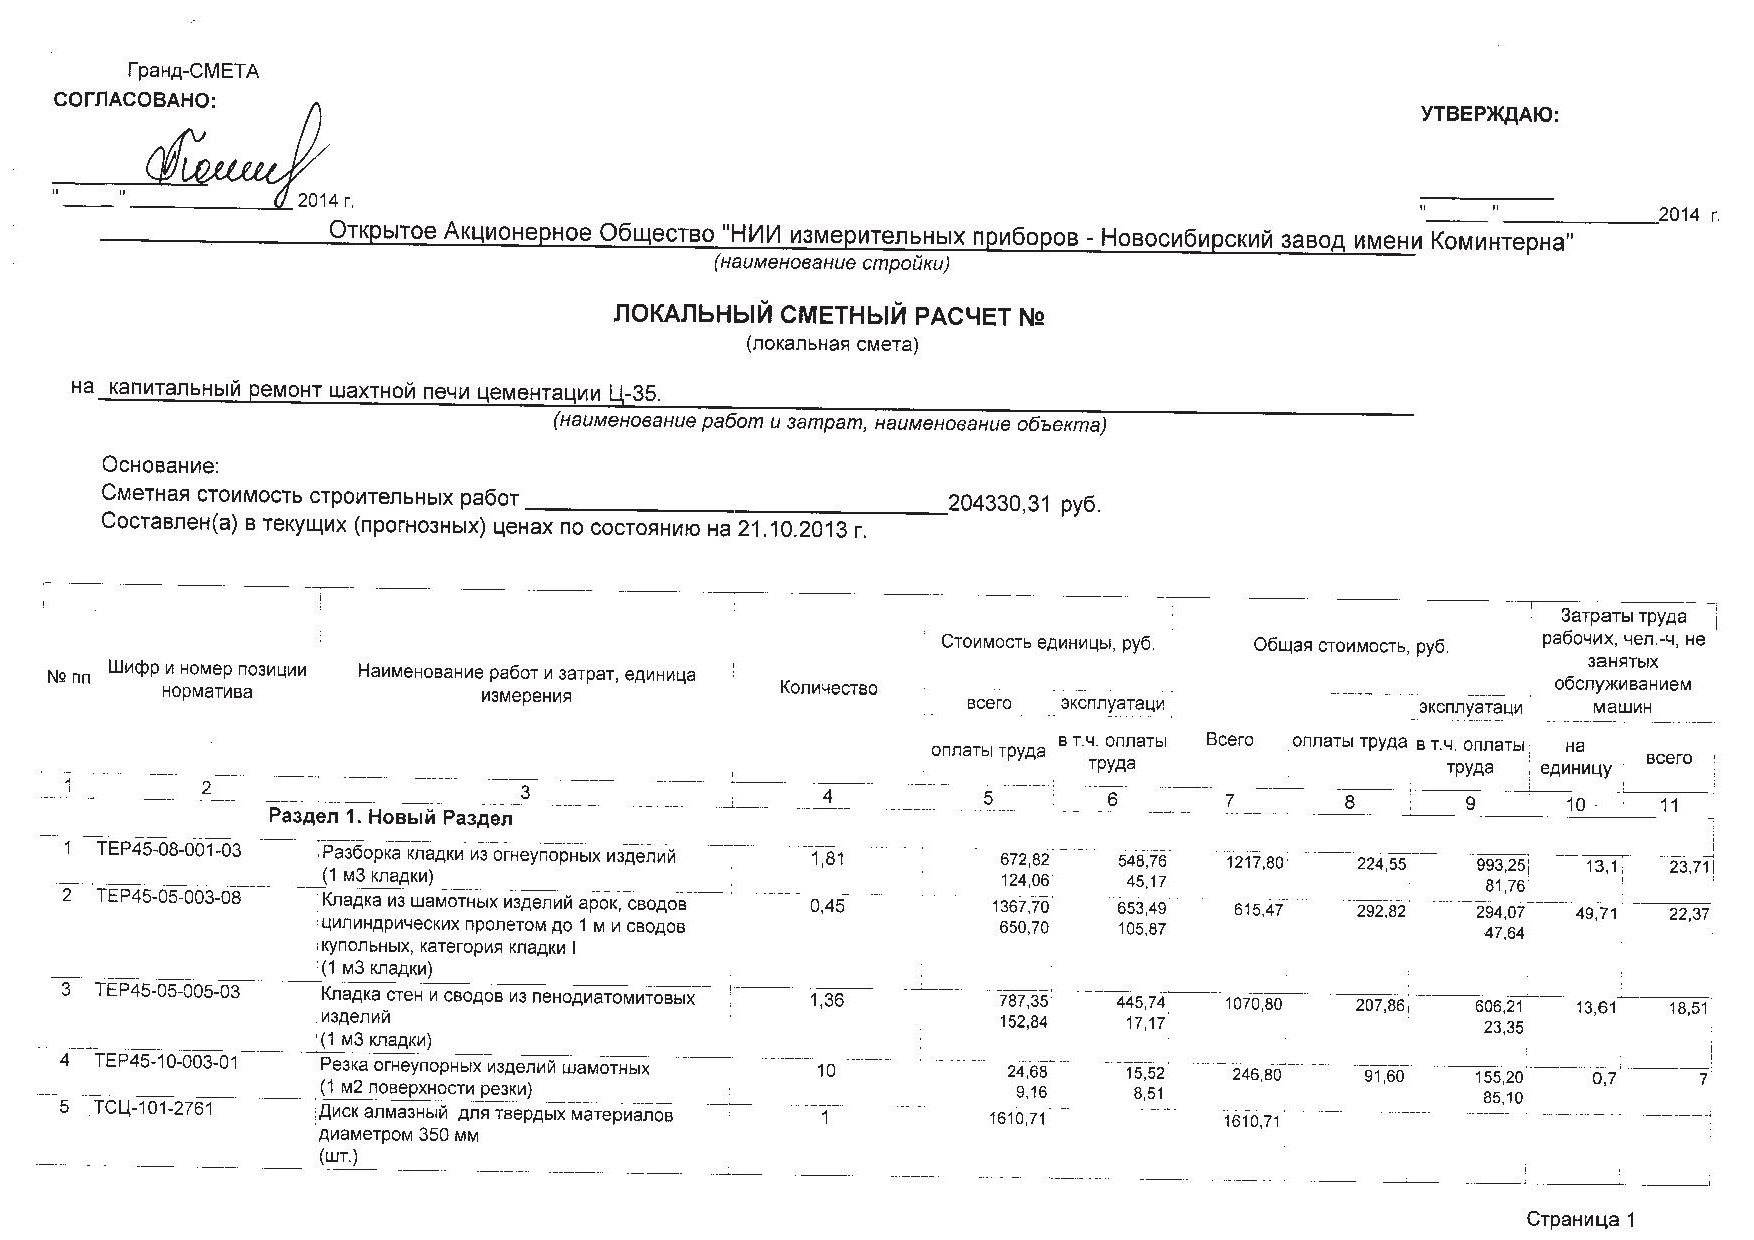 Гранд-СМЕТА
СОГЛАСОВАНО:
УТВЕРЖДАЮ:
"____" ______________ 2014 г.
"____" ______________ 2014 г.
Открытое Акционерное Общество "НИИ измерительных приборов - Новосибирский завод имени Коминтерна"
(наименование стройки)
ЛОКАЛЬНЫЙ СМЕТНЫЙ РАСЧЕТ №
(локальная смета)
на капитальный ремонт шахтной печи цементации Ц-35.
(наименование работ и затрат, наименование объекта)
Основание:
Сметная стоимость строительных работ 204330,31 руб.
Составлен(а) в текущих (прогнозных) ценах по состоянию на 21.10.2013 г.
№ пп
Шифр и номер позиции
норматива
Наименование работ и затрат, единица
измерения
Количество
Стоимость единицы, руб.
всего
эксплуатаци
оплаты труда
в т.ч. оплаты
труда
Общая стоимость, руб.
Всего
оплаты труда
эксплуатаци
в т.ч. оплаты
труда
Затраты труда
рабочих, чел.-ч, не
занятых
обслуживанием
машин
на
единицу
всего
1 2 3 4 5 6 7 8 9 10 11
Раздел 1. Новый Раздел
1 ТЕР45-08-001-03 Разборка кладки из огнеупорных изделий 1,81 672,82 548,76 1217,80 224,55 993,25 13,1 23,71
(1 м3 кладки) 124,06 45,17 81,76
2 ТЕР45-05-003-08 Кладка из шамотных изделий арок, сводов 0,45 1367,70 653,49 615,47 292,82 294,07 49,71 22,37
цилиндрических пролетом до 1 м и сводов 650,70 105,87 47,64
купольных, категория кладки I
(1 м3 кладки)
3 ТЕР45-05-005-03 Кладка стен и сводов из пенодиатомитовых 1,36 787,35 445,74 1070,80 207,86 606,21 13,61 18,51
изделий 152,84 17,17 23,35
(1 м3 кладки)
4 ТЕР45-10-003-01 Резка огнеупорных изделий шамотных 10 24,68 15,52 246,80 91,60 155,20 0,7 7
(1 м2 поверхности резки) 9,16 8,51 85,10
5 ТСЦ-101-2761 Диск алмазный для твердых материалов 1 1610,71 1610,71
диаметром 350 мм
(шт.)
Страница 1